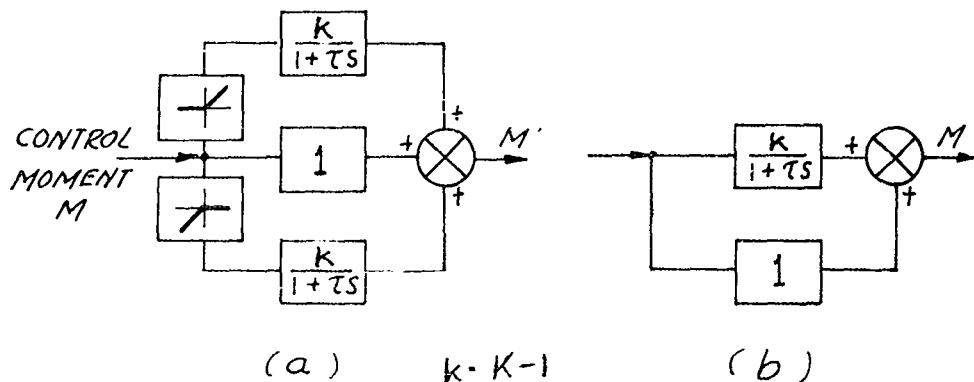 K
1 + τS
+
CONTROL
MOMENT
M
1
+
M'
+
K
1 + τS
K
1 + τS
+
M
+
1
(a)
k · K-1
(b)